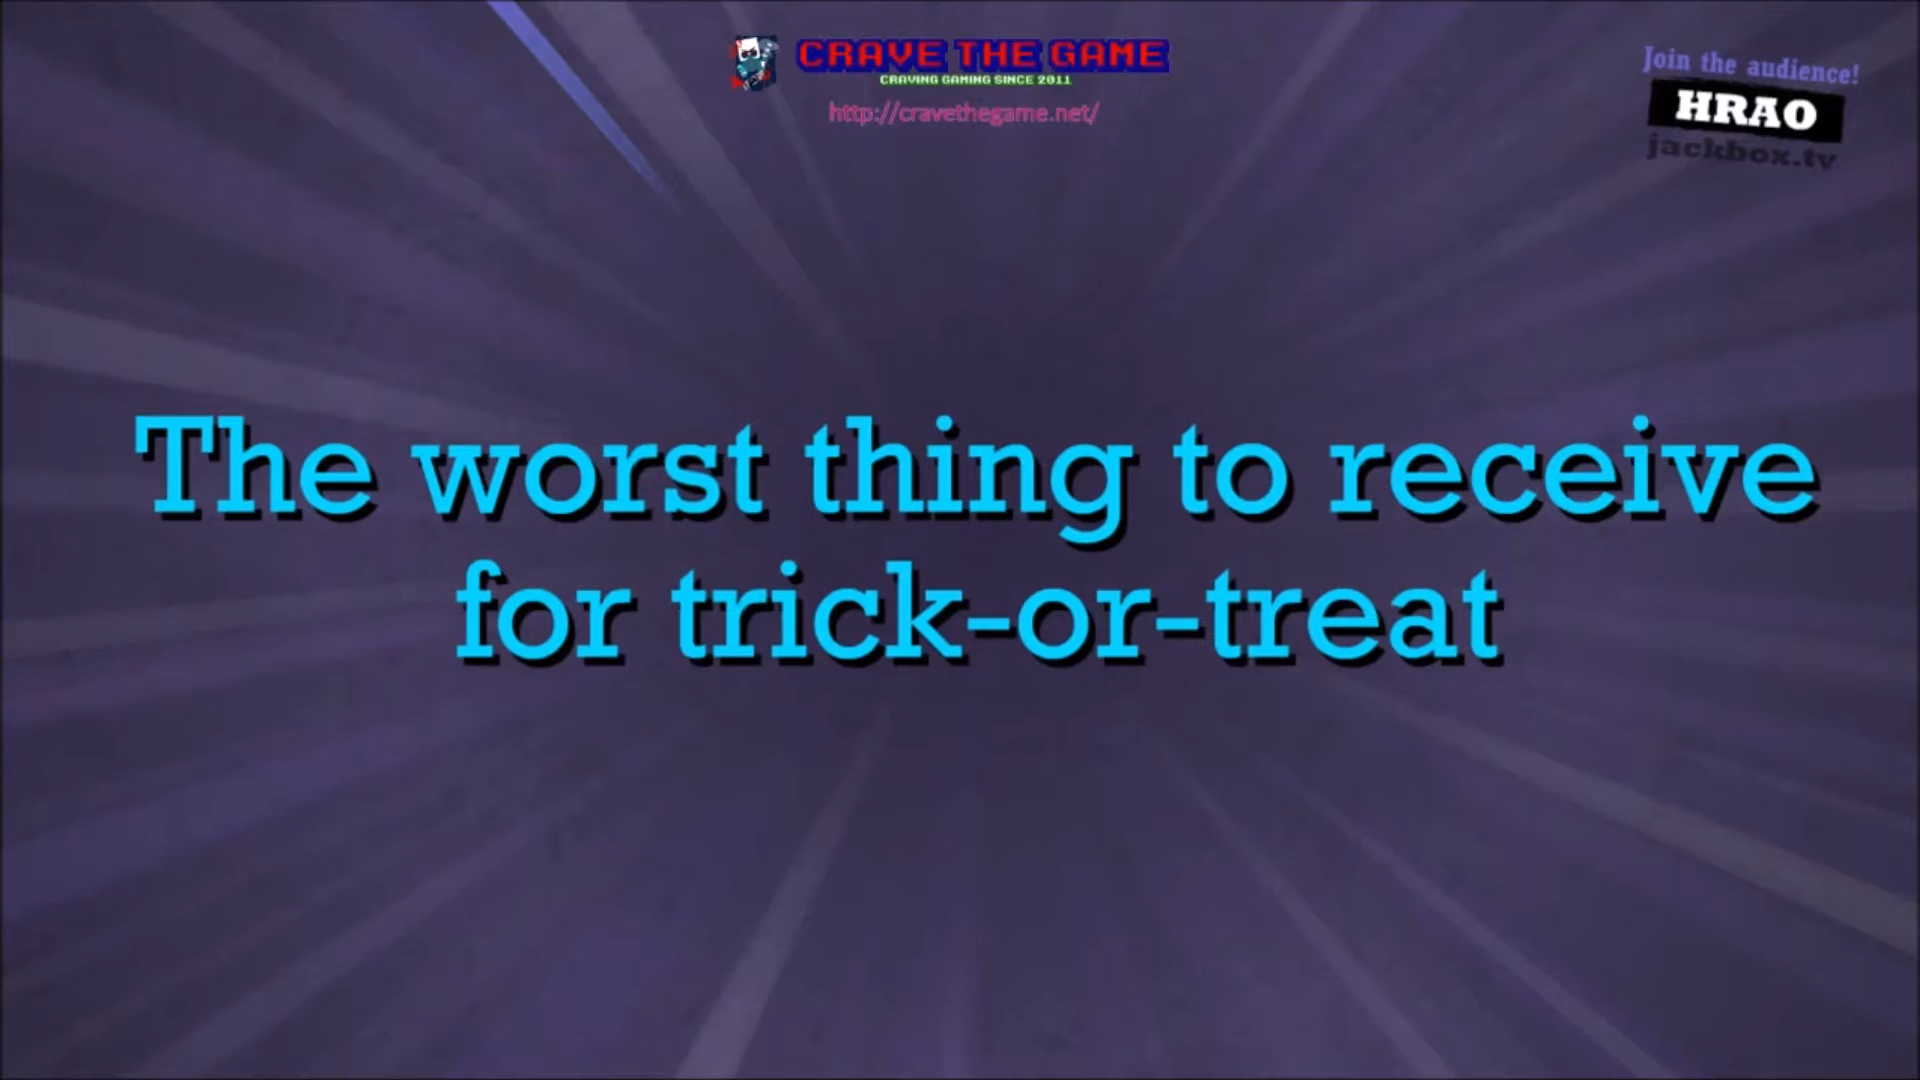 CRAVE THE GAME
CRAVING GAMING SINCE 2011
http://cravethegame.net/
Join the audience!
HRAO
jackbox.tv
The worst thing to receive
for trick-or-treat